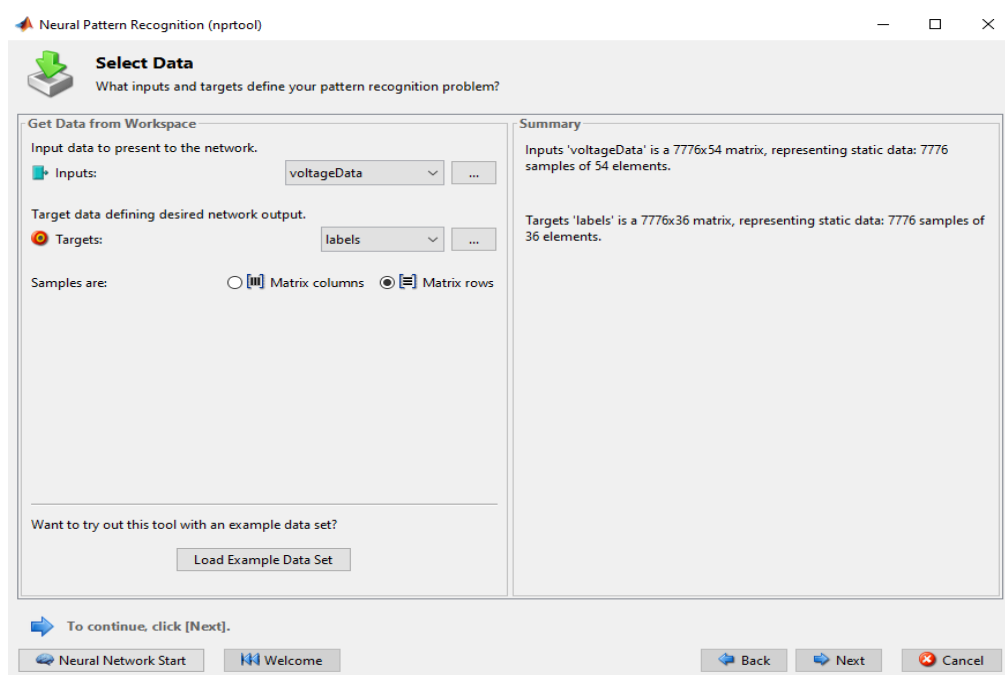 Neural Pattern Recognition (nprtool)
Select Data
What inputs and targets define your pattern recognition problem?
Get Data from Workspace
Input data to present to the network.
Inputs:
voltageData
...
Target data defining desired network output.
Targets:
labels
...
Samples are:
Matrix columns
Matrix rows
Want to try out this tool with an example data set?
Load Example Data Set
Summary
Inputs 'voltageData' is a 7776x54 matrix, representing static data: 7776
samples of 54 elements.
Targets 'labels' is a 7776x36 matrix, representing static data: 7776 samples of
36 elements.
To continue, click [Next].
Neural Network Start
Welcome
Back
Next
Cancel